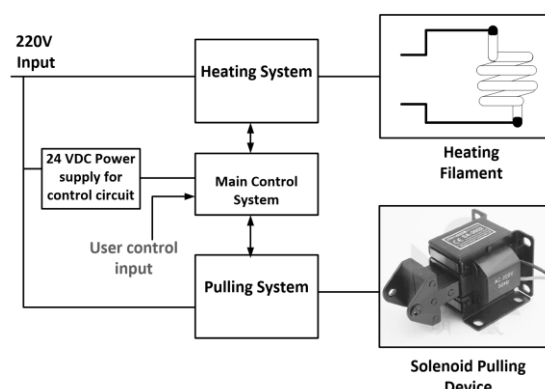 220V
Input
Heating System
Heating
Filament
24 VDC Power
supply for
control circuit
Main Control
System
User control
input
Pulling System
Solenoid Pulling
Device